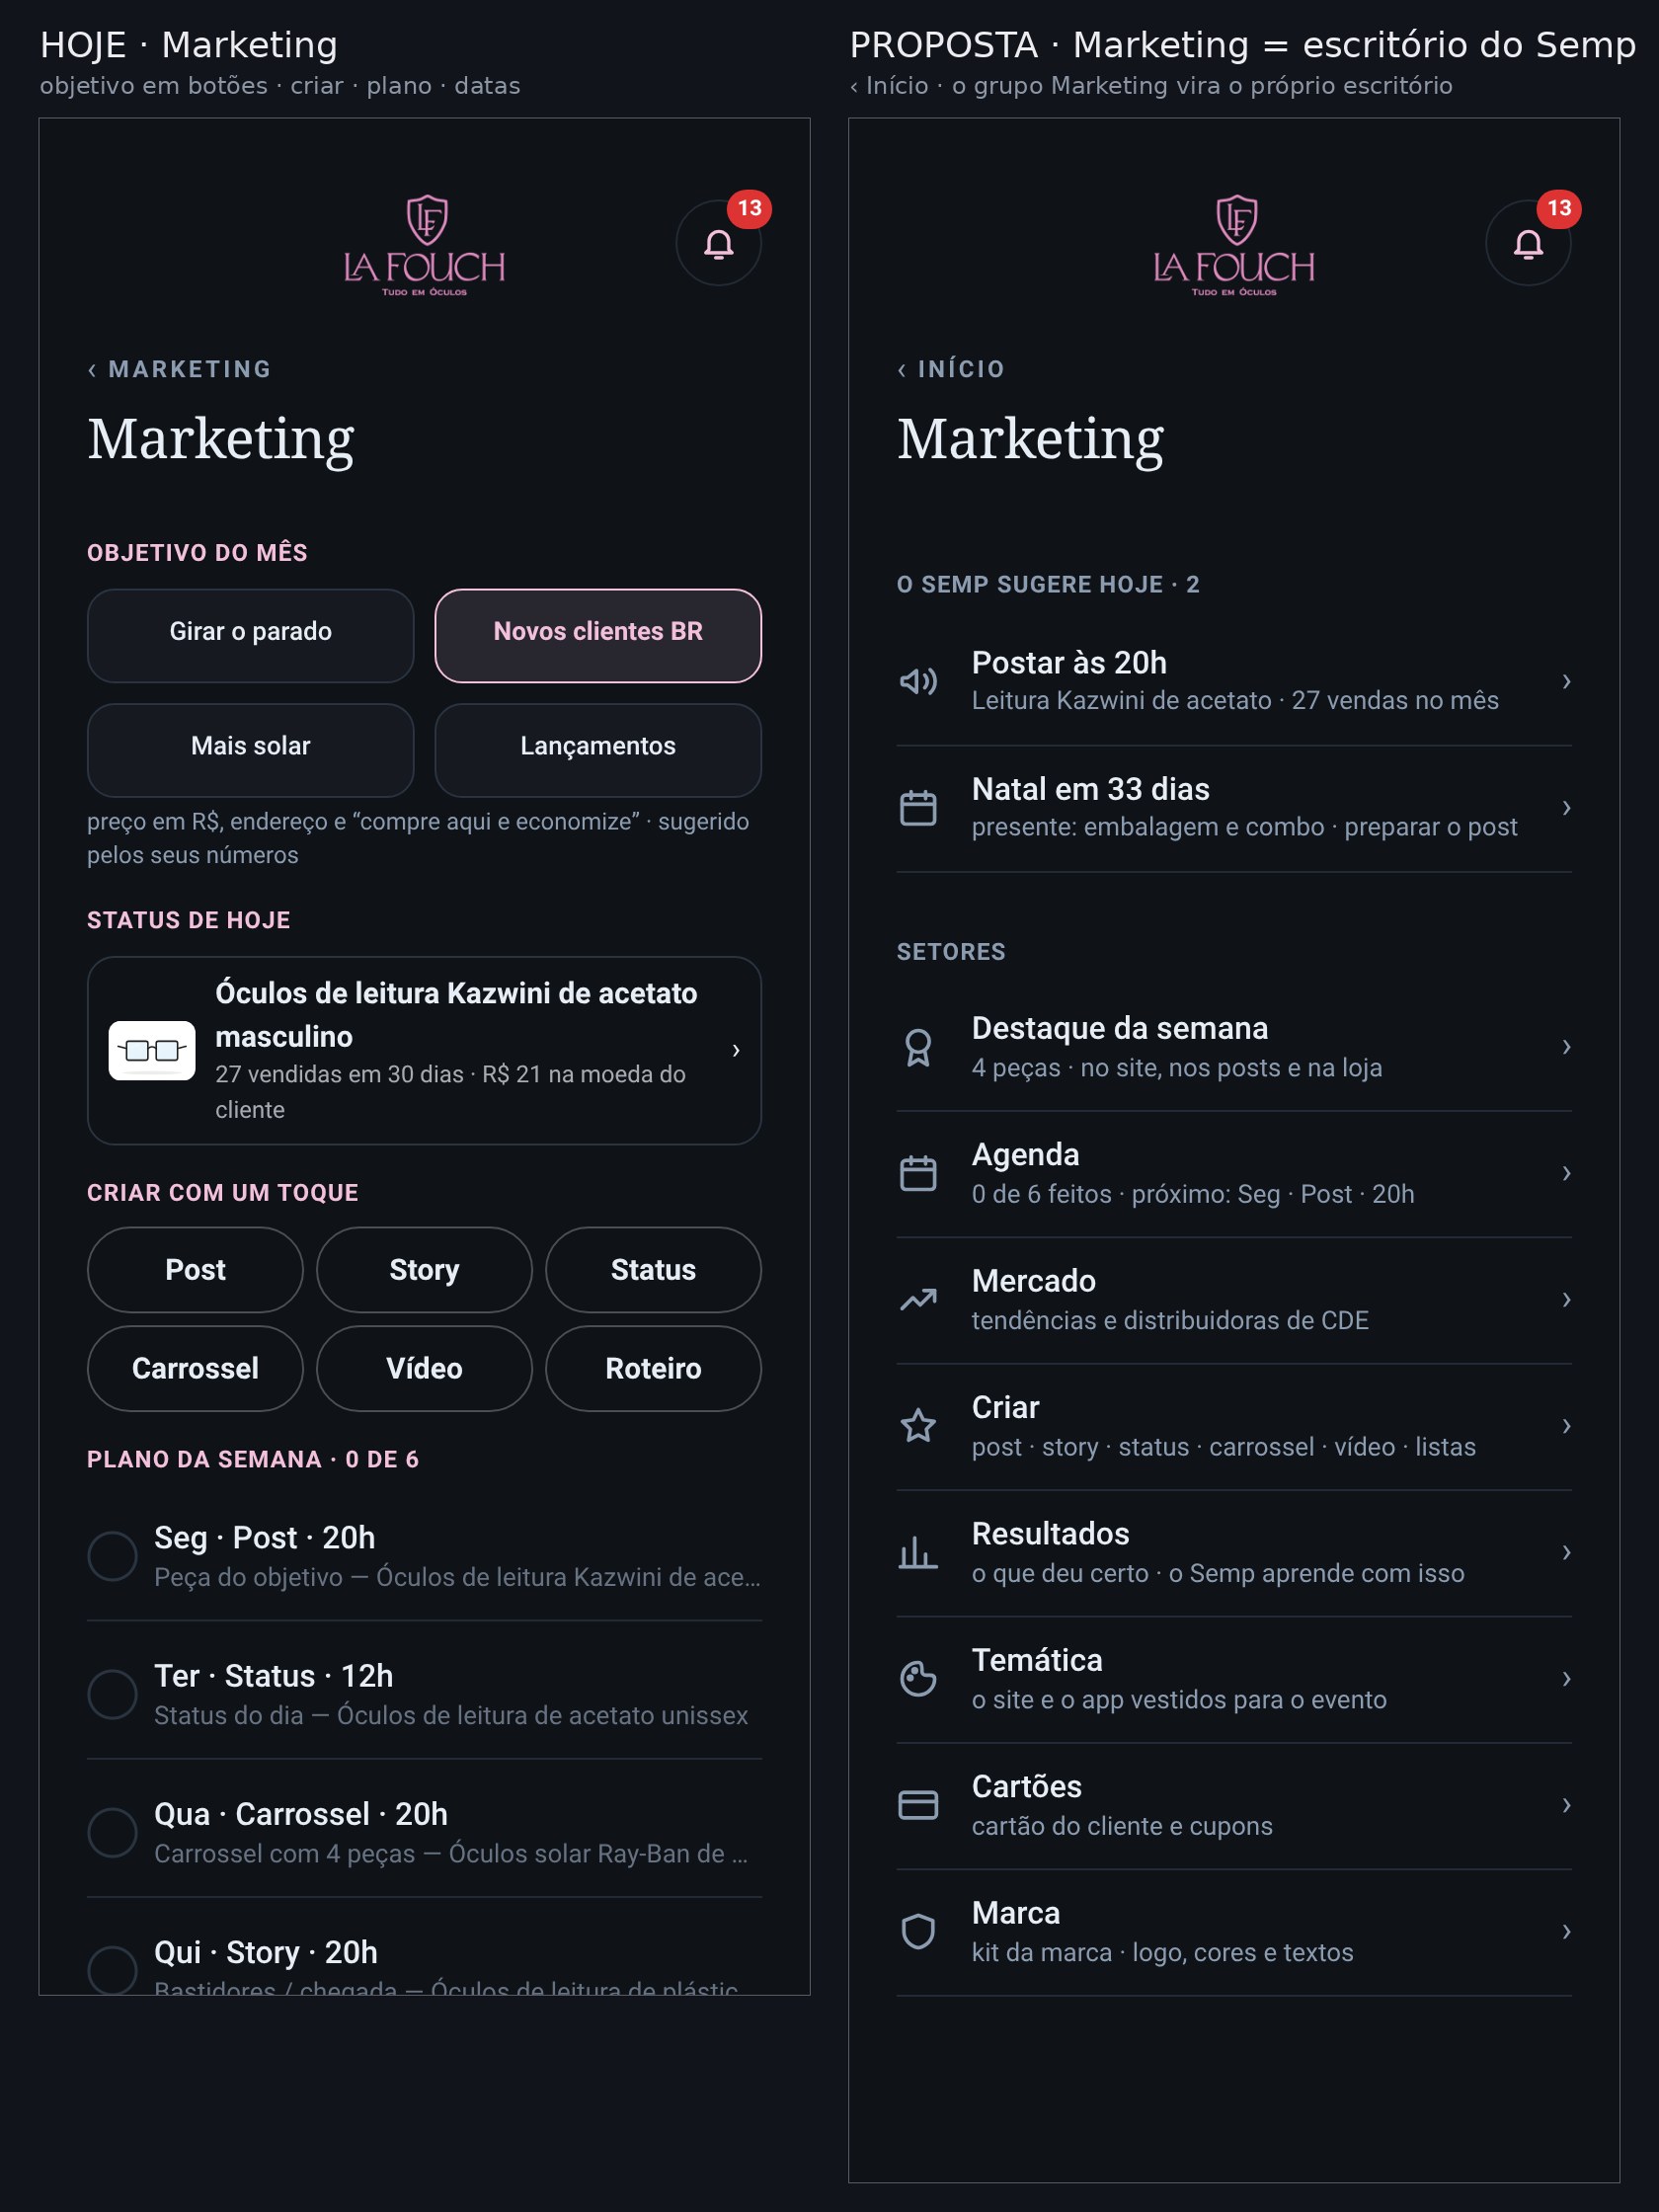 HOJE · Marketing
objetivo em botões · criar · plano · datas
LF
LA FOUCH
Tudo em Óculos
13
‹ MARKETING
Marketing
OBJETIVO DO MÊS
Girar o parado
Novos clientes BR
Mais solar
Lançamentos
preço em R$, endereço e “compre aqui e economize” · sugerido
pelos seus números
STATUS DE HOJE
Óculos de leitura Kazwini de acetato
masculino
27 vendidas em 30 dias · R$ 21 na moeda do
cliente
›
CRIAR COM UM TOQUE
Post
Story
Status
Carrossel
Vídeo
Roteiro
PLANO DA SEMANA · 0 DE 6
Seg · Post · 20h
Peça do objetivo — Óculos de leitura Kazwini de ace…
Ter · Status · 12h
Status do dia — Óculos de leitura de acetato unissex
Qua · Carrossel · 20h
Carrossel com 4 peças — Óculos solar Ray-Ban de …
Qui · Story · 20h
Bastidores / chegada — Óculos de leitura de plástic…
PROPOSTA · Marketing = escritório do Semp
‹ Início · o grupo Marketing vira o próprio escritório
LF
LA FOUCH
Tudo em Óculos
13
‹ INÍCIO
Marketing
O SEMP SUGERE HOJE · 2
Postar às 20h
Leitura Kazwini de acetato · 27 vendas no mês
›
Natal em 33 dias
presente: embalagem e combo · preparar o post
›
SETORES
Destaque da semana
4 peças · no site, nos posts e na loja
›
Agenda
0 de 6 feitos · próximo: Seg · Post · 20h
›
Mercado
tendências e distribuidoras de CDE
›
Criar
post · story · status · carrossel · vídeo · listas
›
Resultados
o que deu certo · o Semp aprende com isso
›
Temática
o site e o app vestidos para o evento
›
Cartões
cartão do cliente e cupons
›
Marca
kit da marca · logo, cores e textos
›